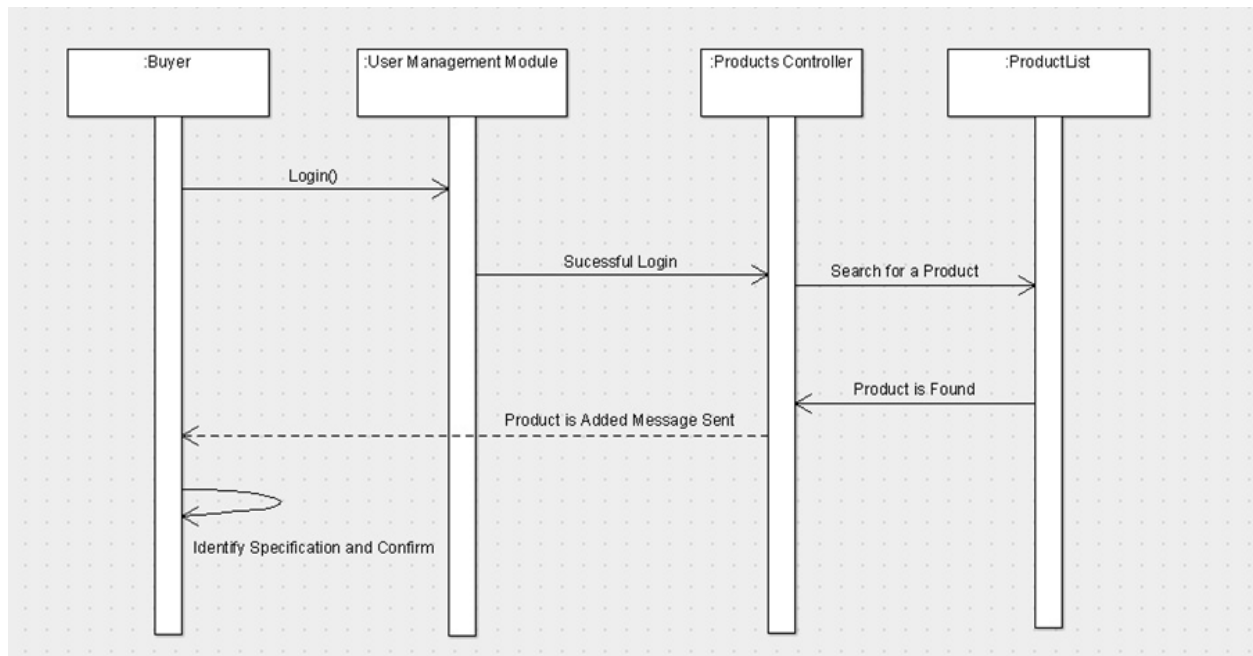 :Buyer
:User Management Module
:Products Controller
:ProductList
Login()
Sucessful Login
Search for a Product
Product is Found
Product is Added Message Sent
Identify Specification and Confirm